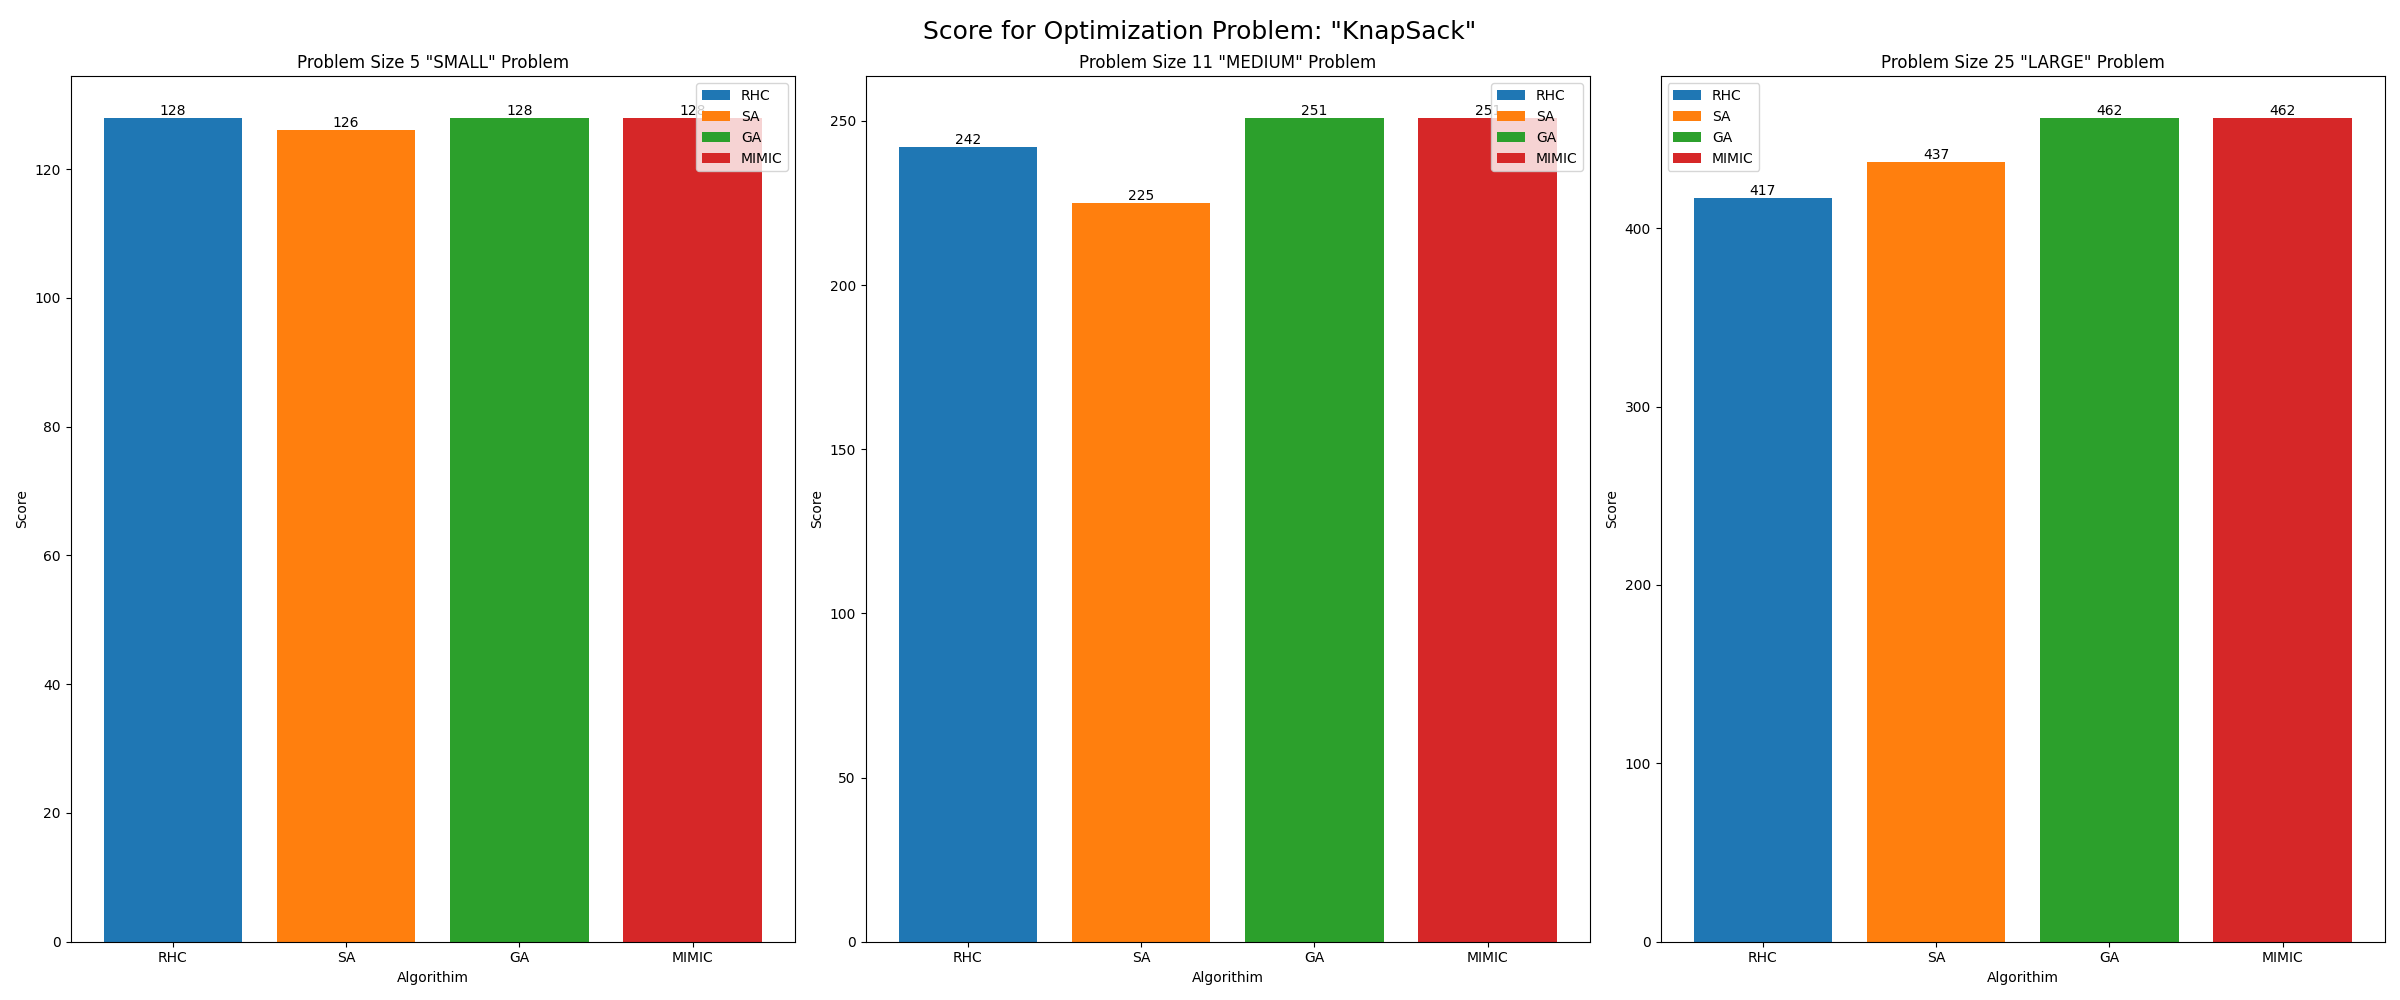 Score for Optimization Problem: "KnapSack"
Problem Size 5 "SMALL" Problem
128
126
128
128
RHC
SA
GA
MIMIC
120
100
80
60
40
20
0
Score
RHC
SA
GA
MIMIC
Algorithim
Problem Size 11 "MEDIUM" Problem
242
225
251
251
RHC
SA
GA
MIMIC
250
200
150
100
50
0
Score
RHC
SA
GA
MIMIC
Algorithim
Problem Size 25 "LARGE" Problem
RHC
SA
GA
MIMIC
417
437
462
462
400
300
200
100
0
Score
RHC
SA
GA
MIMIC
Algorithim